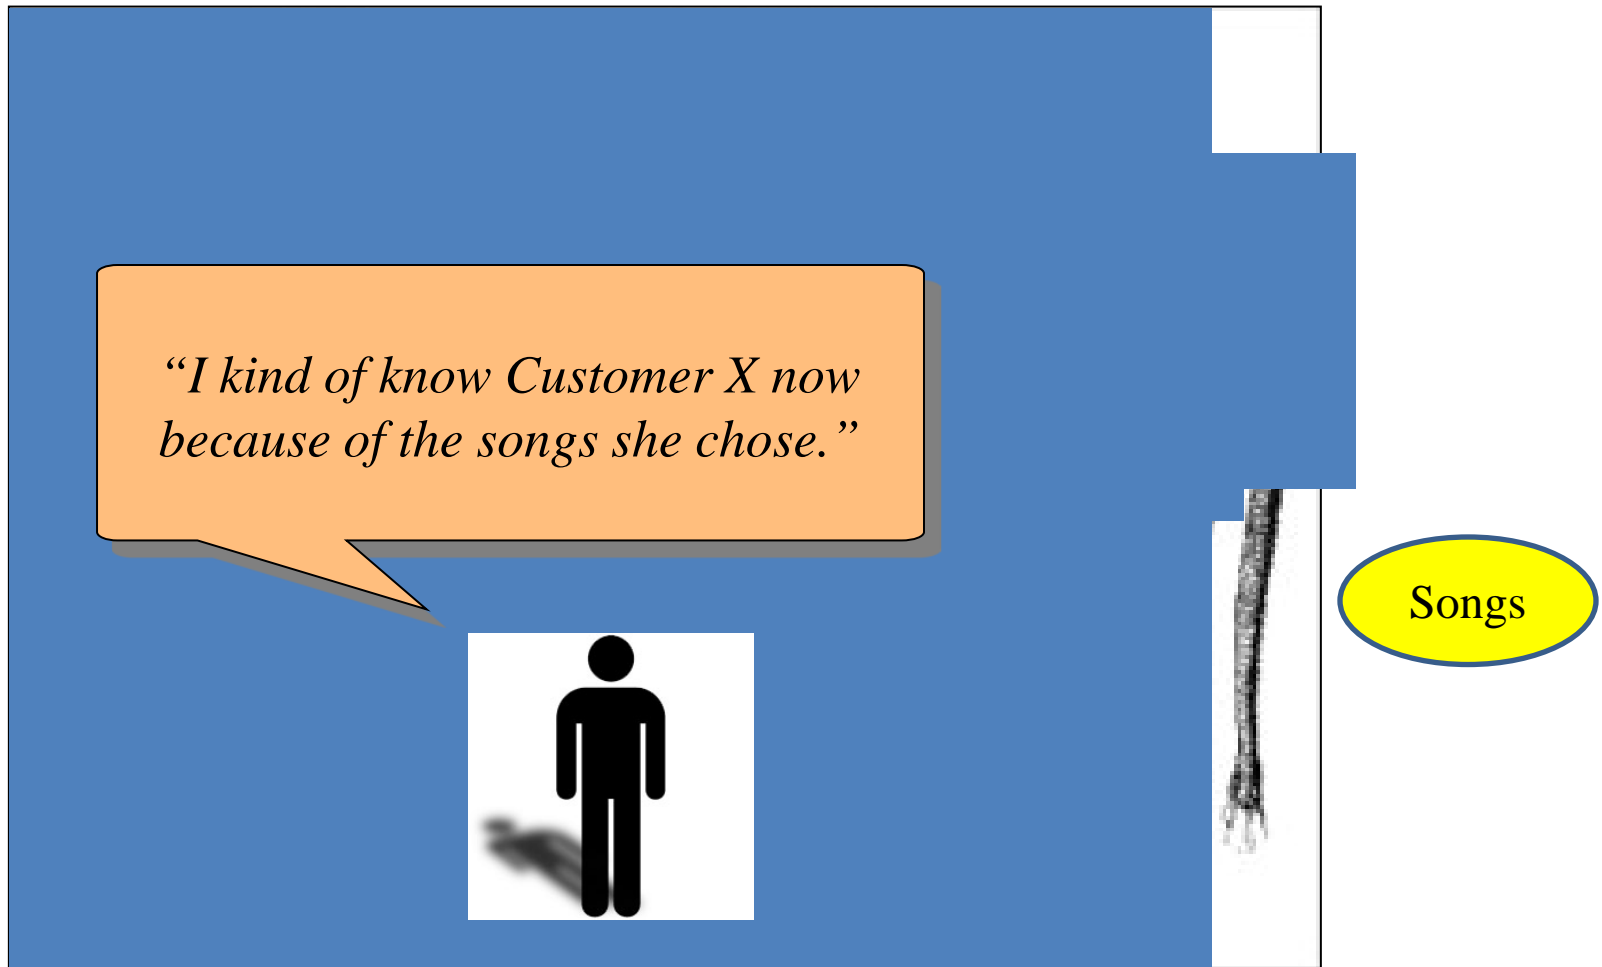 “I kind of know Customer X now
because of the songs she chose.”
Songs